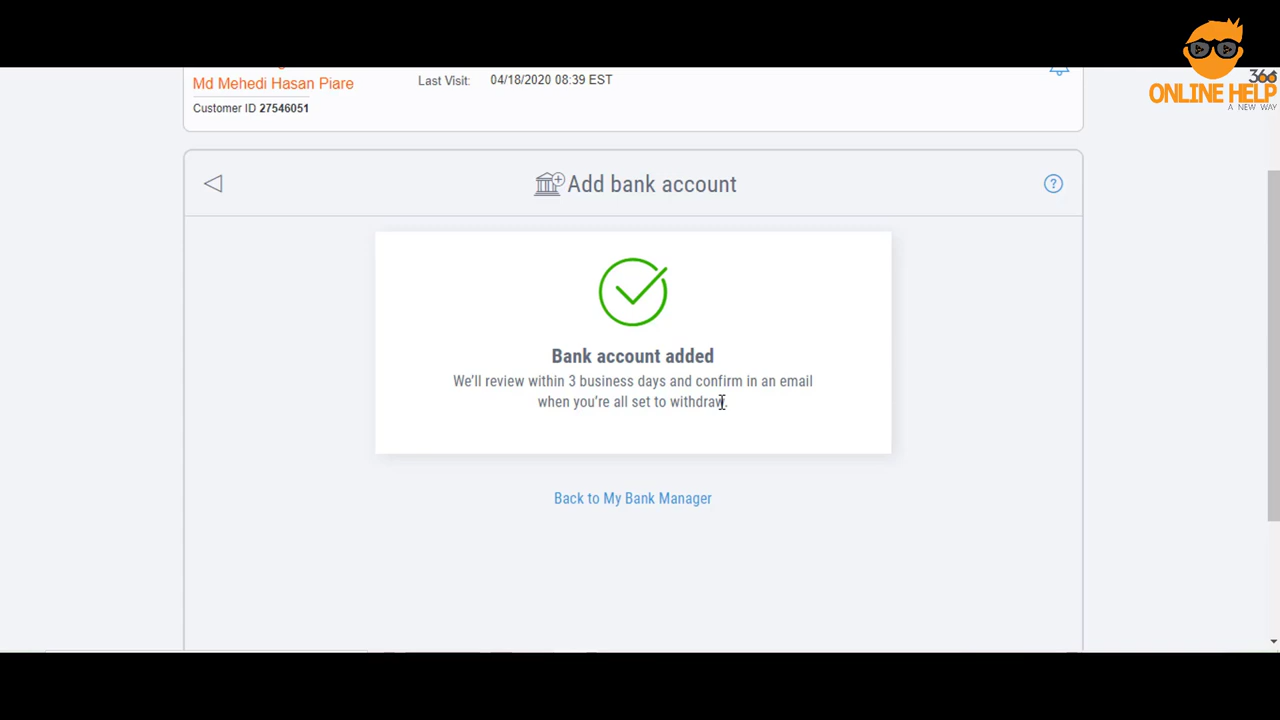 366
ONLINE HELP
A NEW WAY
Md Mehedi Hasan Piare
Last Visit: 04/18/2020 08:39 EST
Customer ID 27546051
Add bank account
?
Bank account added
We'll review within 3 business days and confirm in an email
when you're all set to withdraw.
Back to My Bank Manager